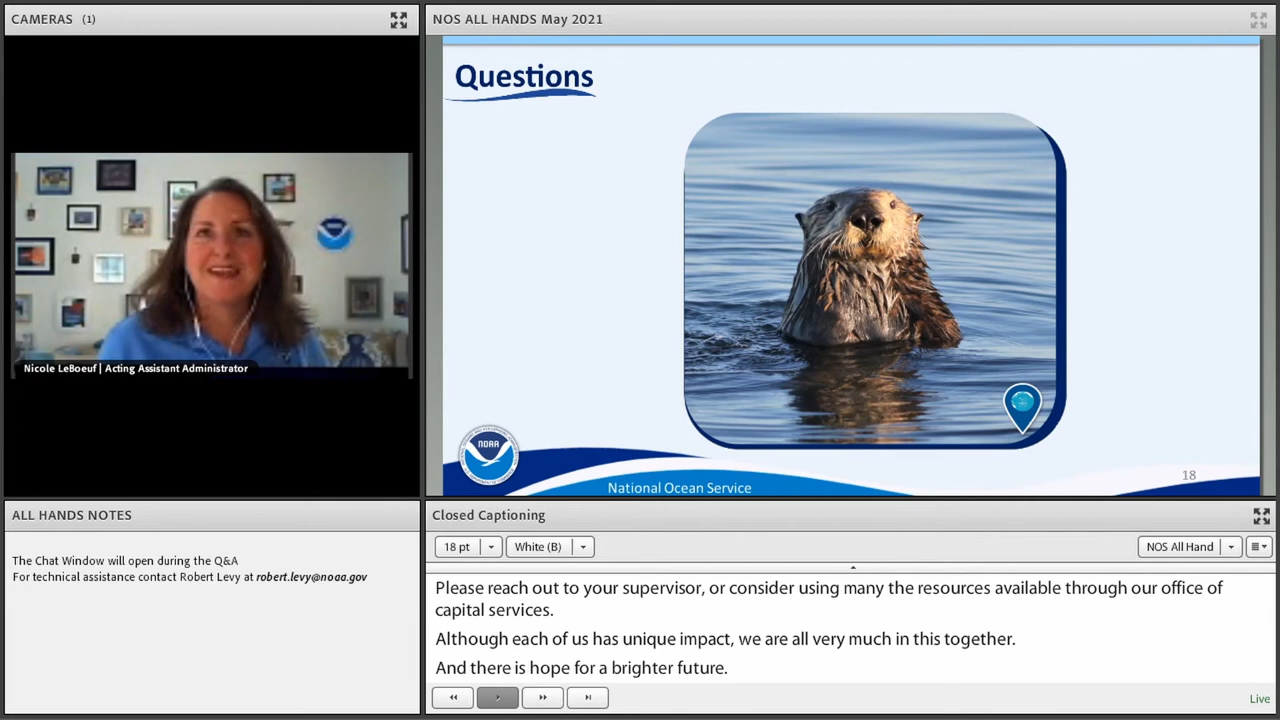 CAMERAS (1)
Nicole LeBoeuf | Acting Assistant Administrator
NOS ALL HANDS May 2021
Questions
NOAA
National Ocean Service
18
ALL HANDS NOTES
The Chat Window will open during the Q&A
For technical assistance contact Robert Levy at robert.levy@noaa.gov
Closed Captioning
18 pt
White (B)
NOS All Hand
Please reach out to your supervisor, or consider using many the resources available through our office of
capital services.
Although each of us has unique impact, we are all very much in this together.
And there is hope for a brighter future.
Live